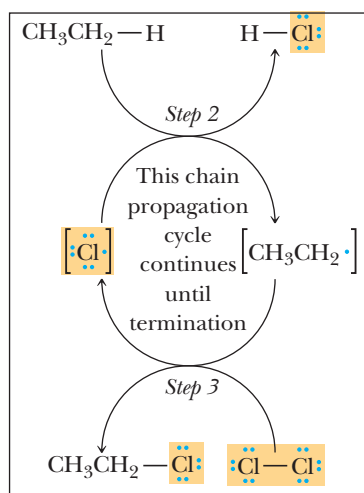 CH₃CH₂—H H—Cl
Step 2
This chain
propagation
cycle
continues
until
termination
[Cl·] [CH₃CH₂·]
Step 3
CH₃CH₂—Cl Cl—Cl